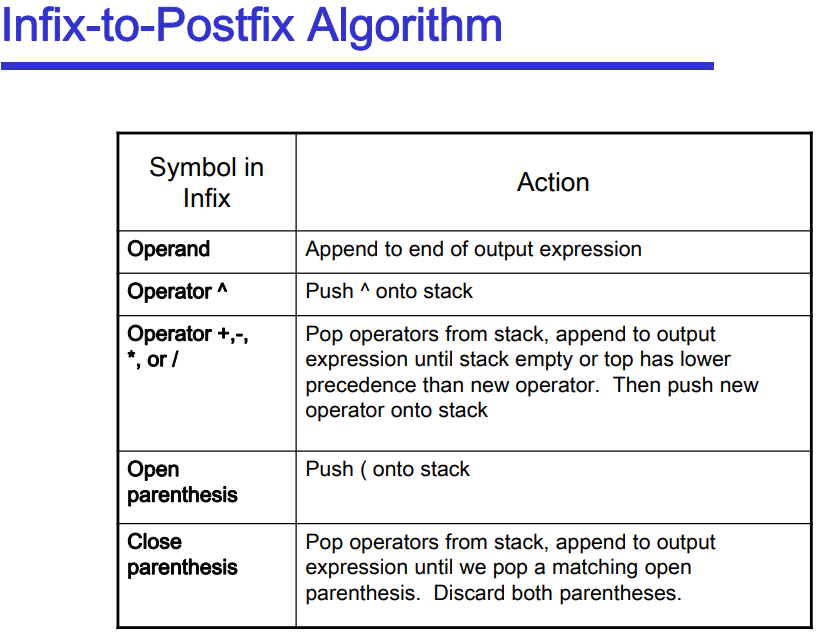 Infix-to-Postfix Algorithm
Symbol in
Infix
Action
Operand
Append to end of output expression
Operator ^
Push ^ onto stack
Operator +,-,
*, or /
Pop operators from stack, append to output
expression until stack empty or top has lower
precedence than new operator.  Then push new
operator onto stack
Open
parenthesis
Push ( onto stack
Close
parenthesis
Pop operators from stack, append to output
expression until we pop a matching open
parenthesis.  Discard both parentheses.